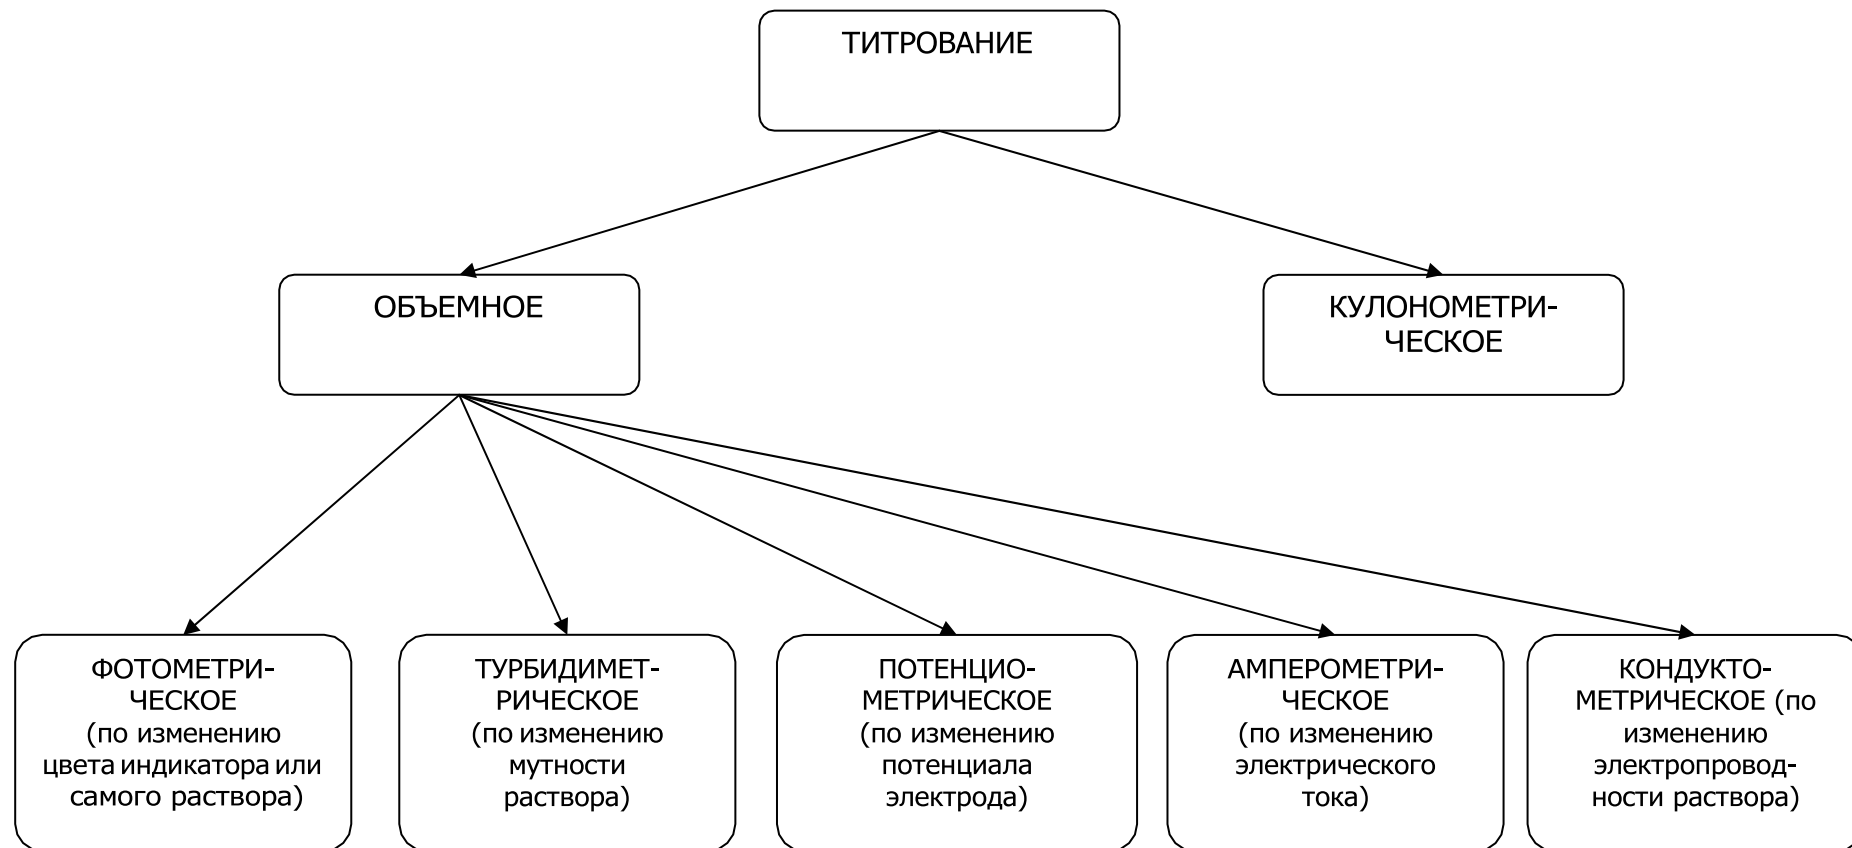 ТИТРОВАНИЕ
ОБЪЕМНОЕ
КУЛОНОМЕТРИ-
ЧЕСКОЕ
ФОТОМЕТРИ-
ЧЕСКОЕ
(по изменению
цвета индикатора или
самого раствора)
ТУРБИДИМЕТ-
РИЧЕСКОЕ
(по изменению
мутности
раствора)
ПОТЕНЦИО-
МЕТРИЧЕСКОЕ
(по изменению
потенциала
электрода)
АМПЕРОМЕТРИ-
ЧЕСКОЕ
(по изменению
электрического
тока)
КОНДУКТО-
МЕТРИЧЕСКОЕ (по
изменению
электропровод-
ности раствора)